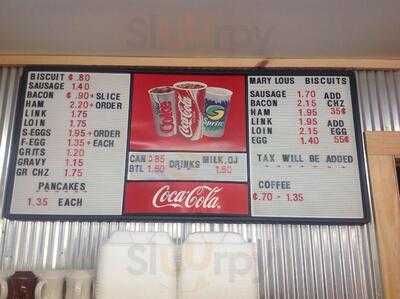 BISCUIT ¢.80
SAUSAGE 1.40
BACON ¢.90+SLICE
HAM 2.20+ORDER
LINK 1.75
LOIN 1.75
S-EGGS 1.95+ORDER
F-EGG 1.35+EACH
GRITS 1.20
GRAVY 1.15
GR CHZ 1.75
PANCAKES
1.35 EACH
Coke
Coca-Cola
Sprite
CAN ¢.85 DRINKS MILK,OJ
BTL 1.60 1.60
Coca-Cola
MARY LOUS BISCUITS
SAUSAGE 1.70 ADD
BACON 2.15 CHZ
HAM 1.95 35¢
LINK 1.95 ADD
LOIN 2.15 EGG
EGG 1.40 55¢
TAX WILL BE ADDED
COFFEE
¢.70 - 1.35
Sirved